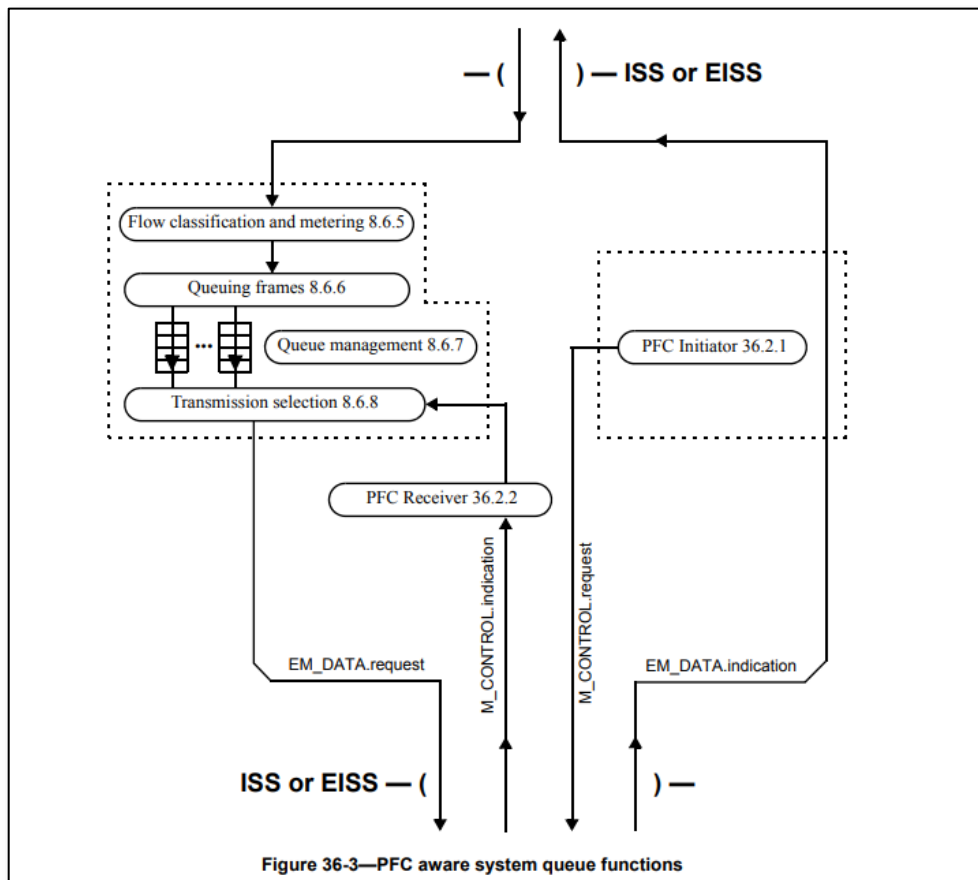 — ( ) — ISS or EISS
Flow classification and metering 8.6.5
Queuing frames 8.6.6
...
Queue management 8.6.7
PFC Initiator 36.2.1
Transmission selection 8.6.8
PFC Receiver 36.2.2
M_CONTROL.indication
M_CONTROL.request
EM_DATA.request
EM_DATA.indication
ISS or EISS — ( ) —
Figure 36-3—PFC aware system queue functions